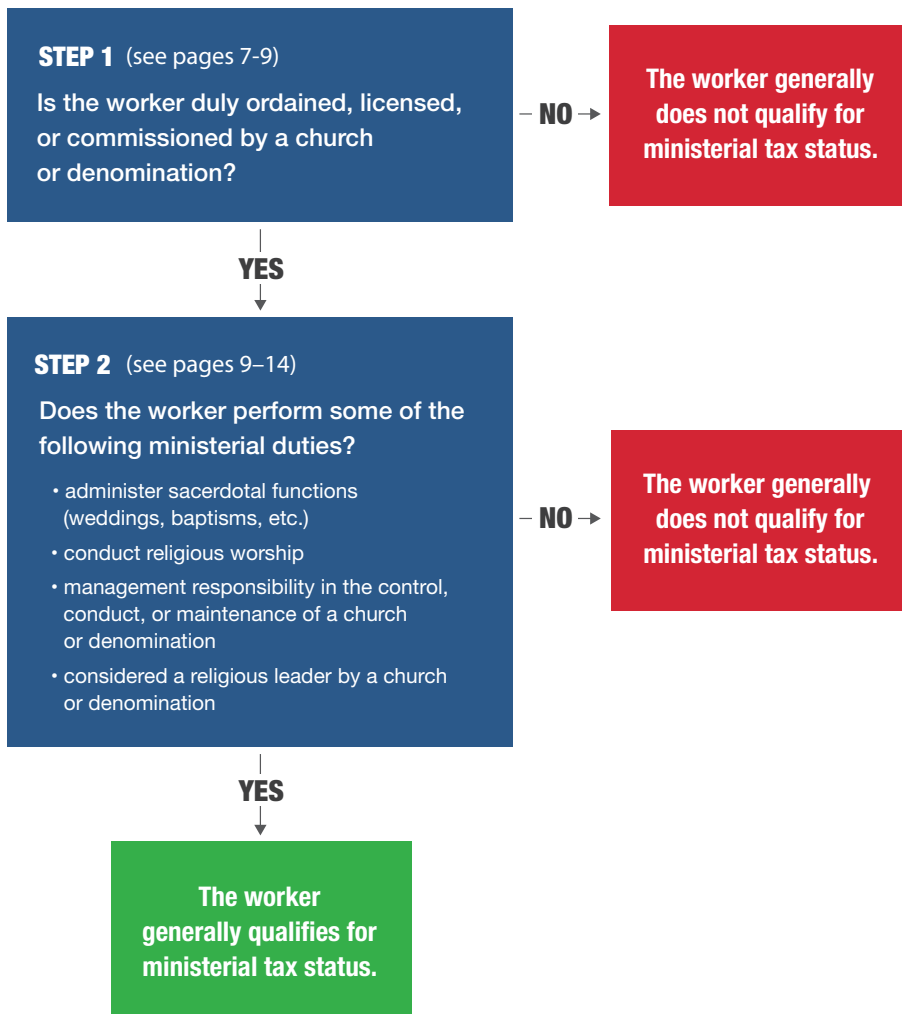 STEP 1 (see pages 7-9)
Is the worker duly ordained, licensed,
or commissioned by a church
or denomination?
NO
The worker generally
does not qualify for
ministerial tax status.
YES
STEP 2 (see pages 9–14)
Does the worker perform some of the
following ministerial duties?
• administer sacerdotal functions
(weddings, baptisms, etc.)
• conduct religious worship
• management responsibility in the control,
conduct, or maintenance of a church
or denomination
• considered a religious leader by a church
or denomination
NO
The worker generally
does not qualify for
ministerial tax status.
YES
The worker
generally qualifies for
ministerial tax status.